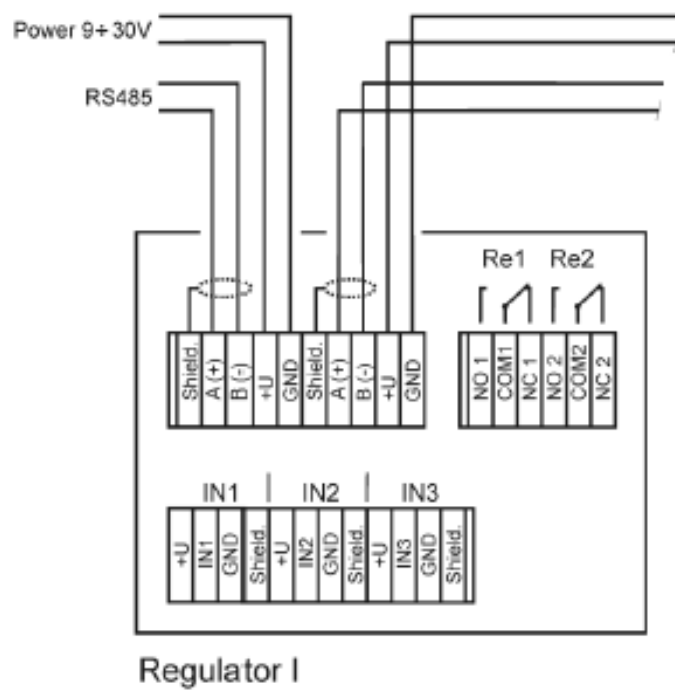 Power 9+30V
RS485
Re1 Re2
Shield. A (+) B (-) +U GND Shield. A (+) B (-) +U GND
NO 1 COM1 NC 1 NO 2 COM2 NC 2
IN1 IN2 IN3
+U IN1 GND Shield. +U IN2 GND Shield. +U IN3 GND Shield.
Regulator I